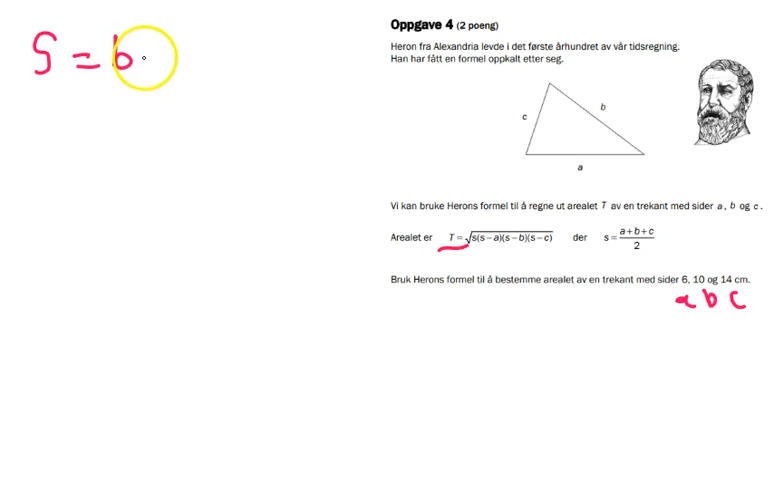 S = b
Oppgave 4 (2 poeng)
Heron fra Alexandria levde i det første århundret av vår tidsregning.
Han har fått en formel oppkalt etter seg.
c
b
a
Vi kan bruke Herons formel til å regne ut arealet T av en trekant med sider a, b og c.
Arealet er T = √s(s−a)(s−b)(s−c) der s = a+b+c
2
Bruk Herons formel til å bestemme arealet av en trekant med sider 6, 10 og 14 cm.
a b c